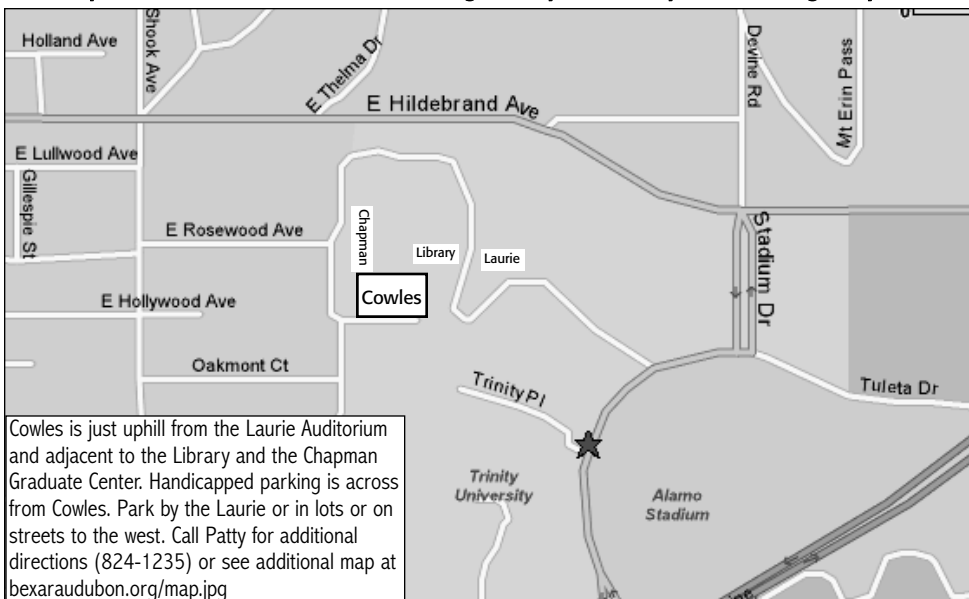 Holland Ave
Shook Ave
E Thelma Dr
Devine Rd
Mt Erin Pass
E Hildebrand Ave
E Lullwood Ave
Gillespie St
E Rosewood Ave
Chapman
Library
Laurie
Stadium Dr
Cowles
E Hollywood Ave
Oakmont Ct
Trinity Pl
Tuleta Dr
Trinity
University
Alamo
Stadium
Cowles is just uphill from the Laurie Auditorium
and adjacent to the Library and the Chapman
Graduate Center. Handicapped parking is across
from Cowles. Park by the Laurie or in lots or on
streets to the west. Call Patty for additional
directions (824-1235) or see additional map at
bexaraudubon.org/map.jpg